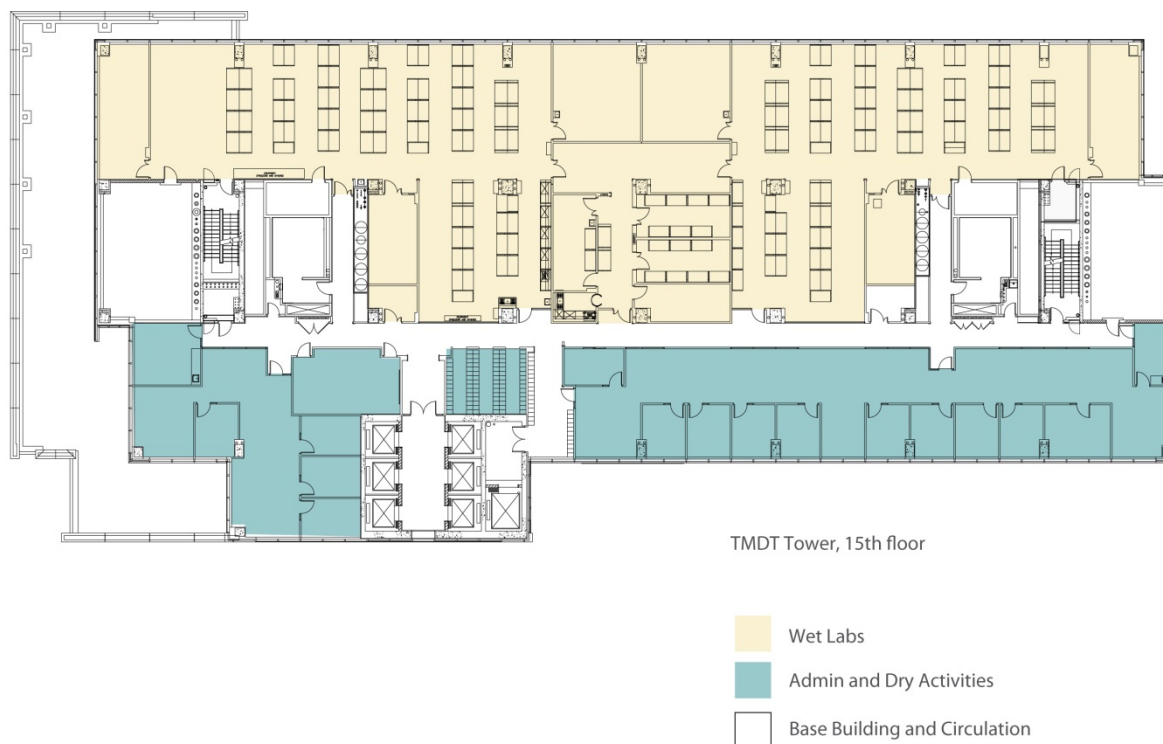 TMDT Tower, 15th floor
Wet Labs
Admin and Dry Activities
Base Building and Circulation